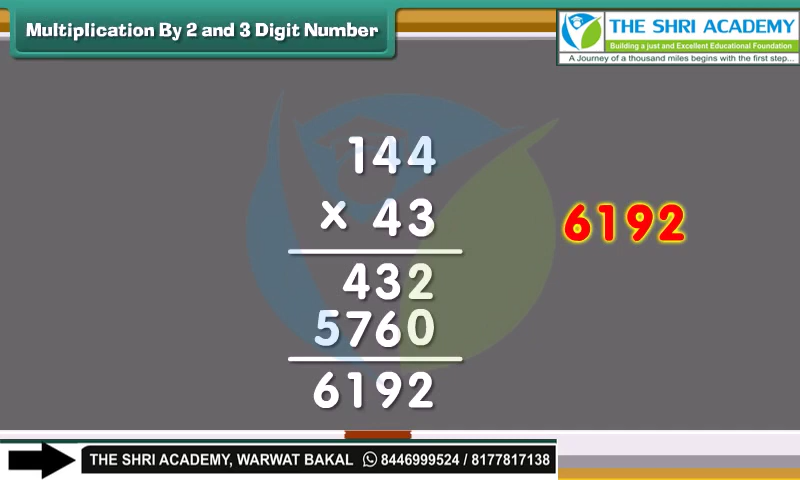 Multiplication By 2 and 3 Digit Number
THE SHRI ACADEMY
Building a just and Excellent Educational Foundation
A Journey of a thousand miles begins with the first step...
144
x 43
6192
432
5760
6192
THE SHRI ACADEMY, WARWAT BAKAL 8446999524 / 8177817138